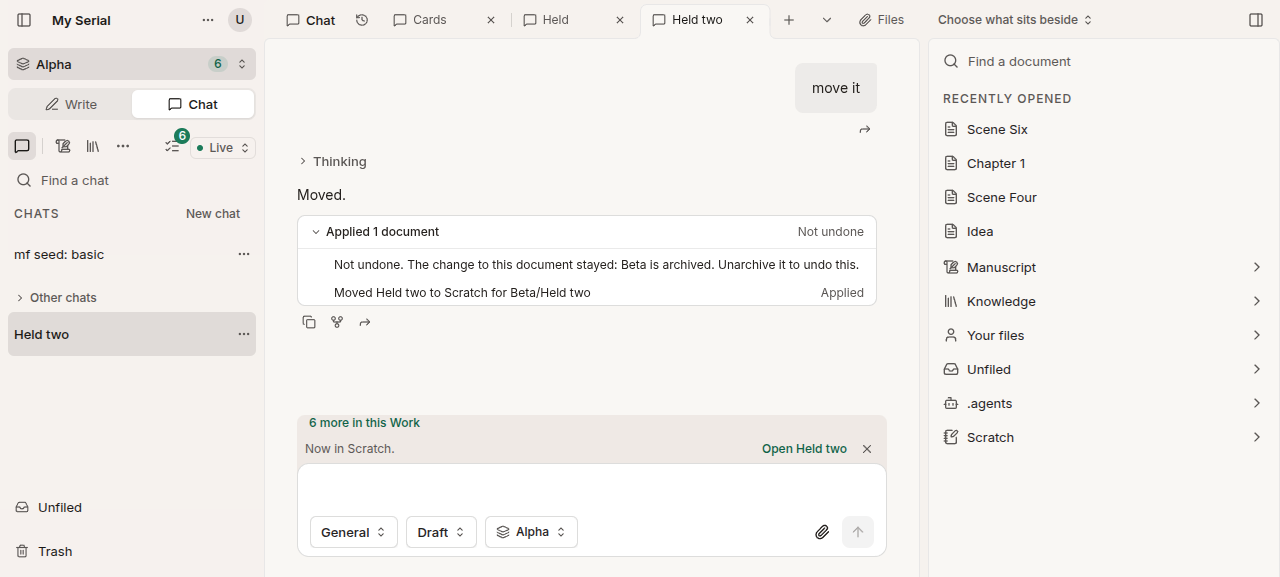 My Serial
U
Chat
Cards
Held
Held two
Files
Choose what sits beside
Alpha
6
Write
Chat
6
Live
Find a chat
CHATS
New chat
mf seed: basic
Other chats
Held two
Unfiled
Trash
move it
Thinking
Moved.
Applied 1 document
Not undone
Not undone. The change to this document stayed: Beta is archived. Unarchive it to undo this.
Moved Held two to Scratch for Beta/Held two
Applied
6 more in this Work
Now in Scratch.
Open Held two
General
Draft
Alpha
Find a document
RECENTLY OPENED
Scene Six
Chapter 1
Scene Four
Idea
Manuscript
Knowledge
Your files
Unfiled
.agents
Scratch